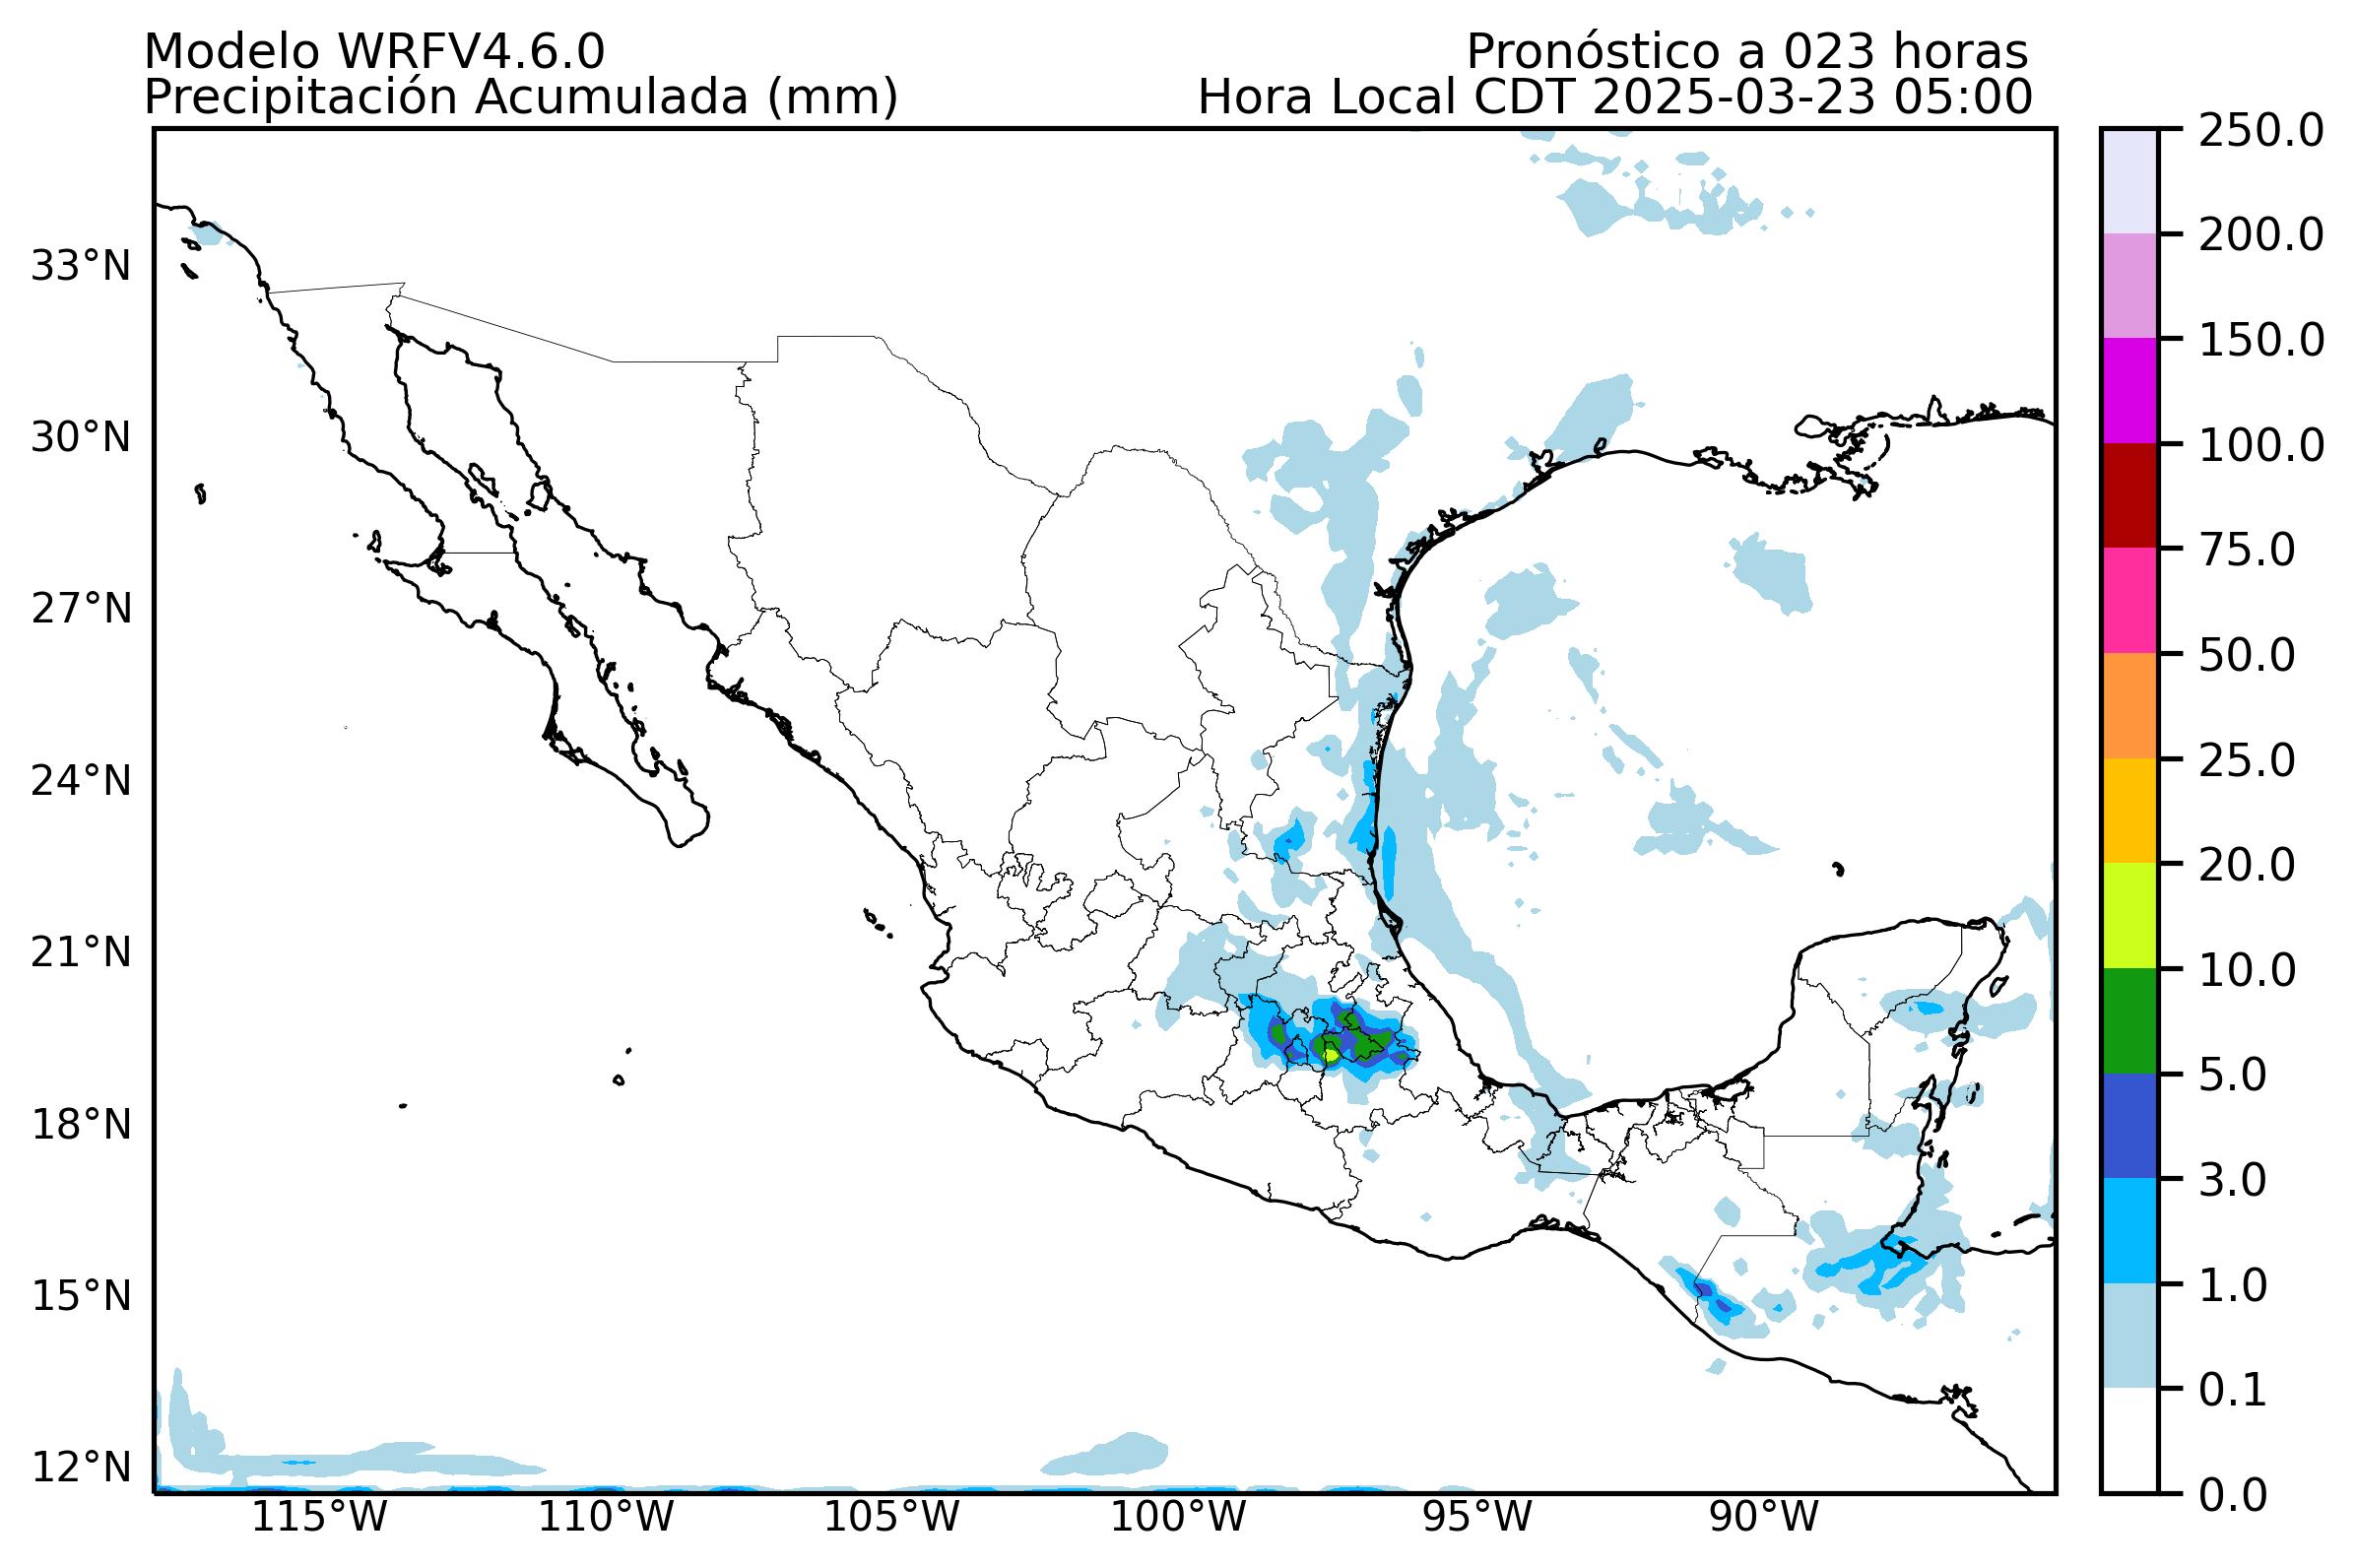 Modelo WRFV4.6.0
Pronóstico a 023 horas
Precipitación Acumulada (mm)
Hora Local CDT 2025-03-23 05:00
33°N
30°N
27°N
24°N
21°N
18°N
15°N
12°N
115°W
110°W
105°W
100°W
95°W
90°W
250.0
200.0
150.0
100.0
75.0
50.0
25.0
20.0
10.0
5.0
3.0
1.0
0.1
0.0